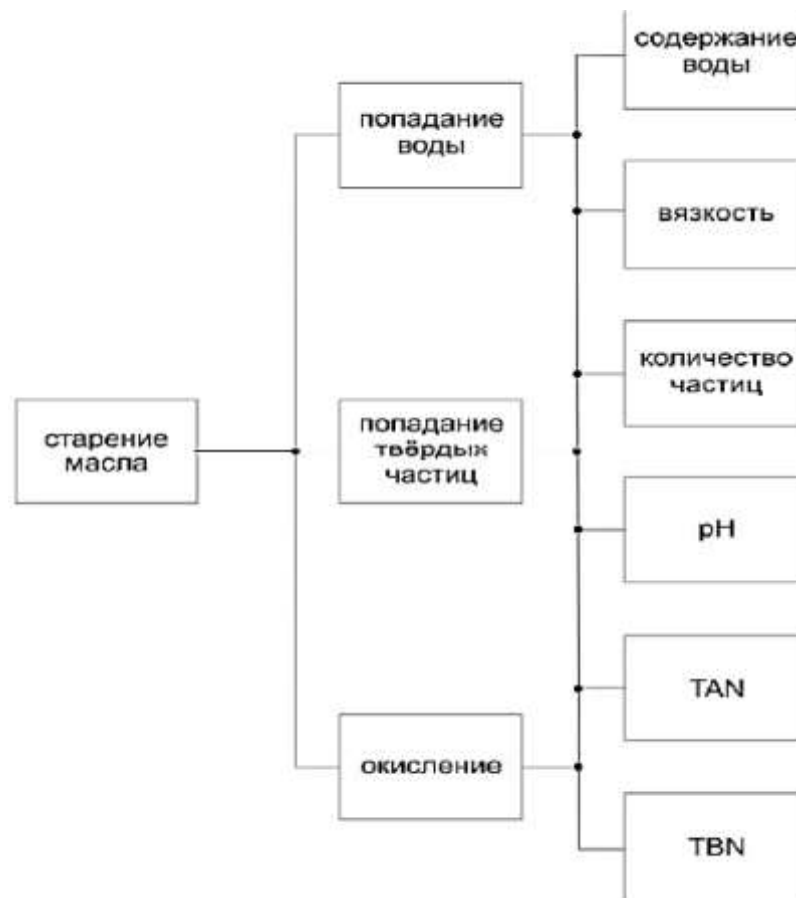 содержание
воды
попадание
воды
вязкость
количество
частиц
старение
масла
попадание
твёрдых
частиц
pH
TAN
окисление
TBN